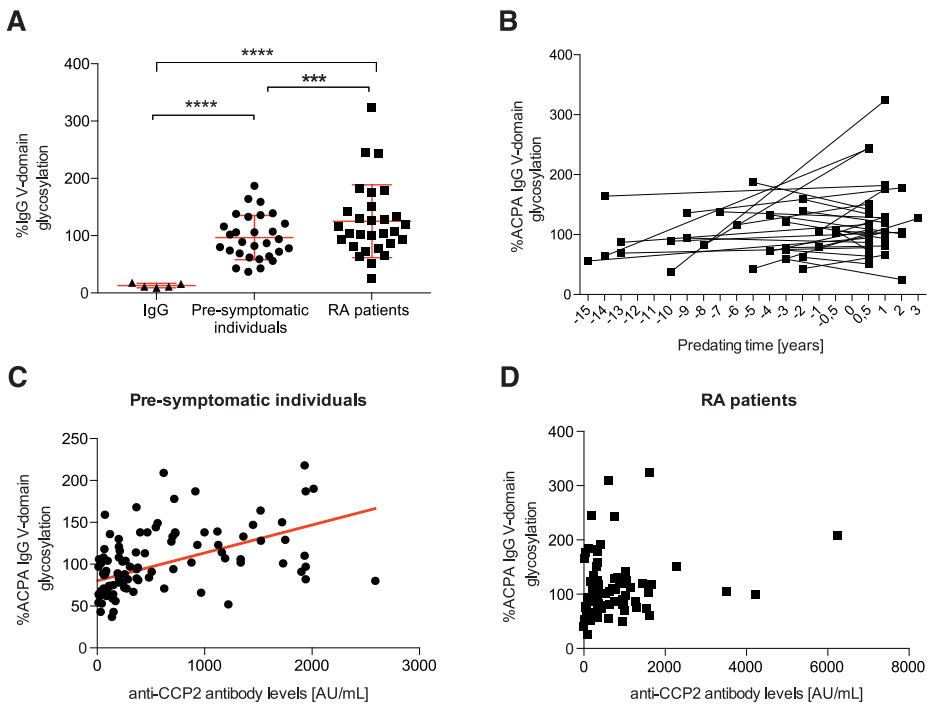 A
%IgG V-domain
glycosylation
400
300
200
100
0
****
****
***
IgG
Pre-symptomatic
individuals
RA patients
B
%ACPA IgG V-domain
glycosylation
400
300
200
100
0
-15 -14 -13 -12 -11 -10 -9 -8 -7 -6 -5 -4 -3 -2 -1 -0,5 0 0,5 1 2 3
Predating time [years]
C
Pre-symptomatic individuals
%ACPA IgG V-domain
glycosylation
250
200
150
100
50
0
0 1000 2000 3000
anti-CCP2 antibody levels [AU/mL]
D
RA patients
%ACPA IgG V-domain
glycosylation
400
300
200
100
0
0 2000 4000 6000 8000
anti-CCP2 antibody levels [AU/mL]